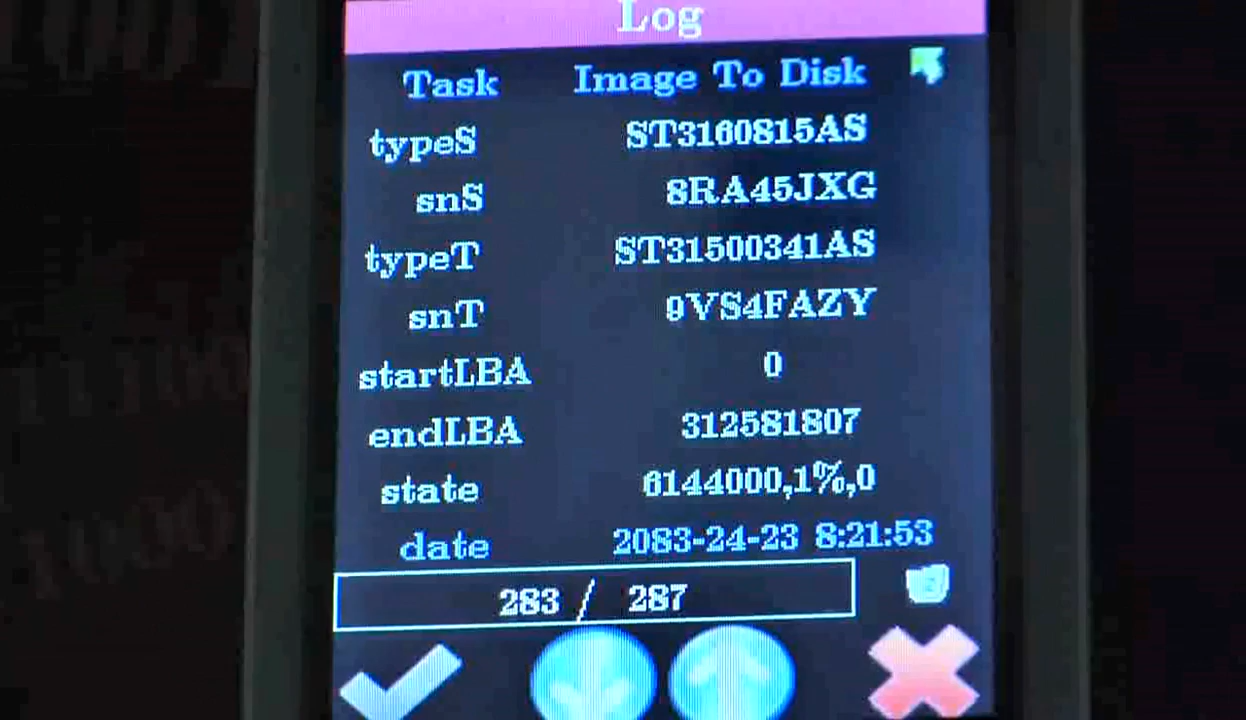 Log
Task Image To Disk
typeS ST3160815AS
snS 8RA45JXG
typeT ST31500341AS
snT 9VS4FAZY
startLBA 0
endLBA 312581807
state 6144000,1%,0
date 2083-24-23 8:21:53
283 / 287